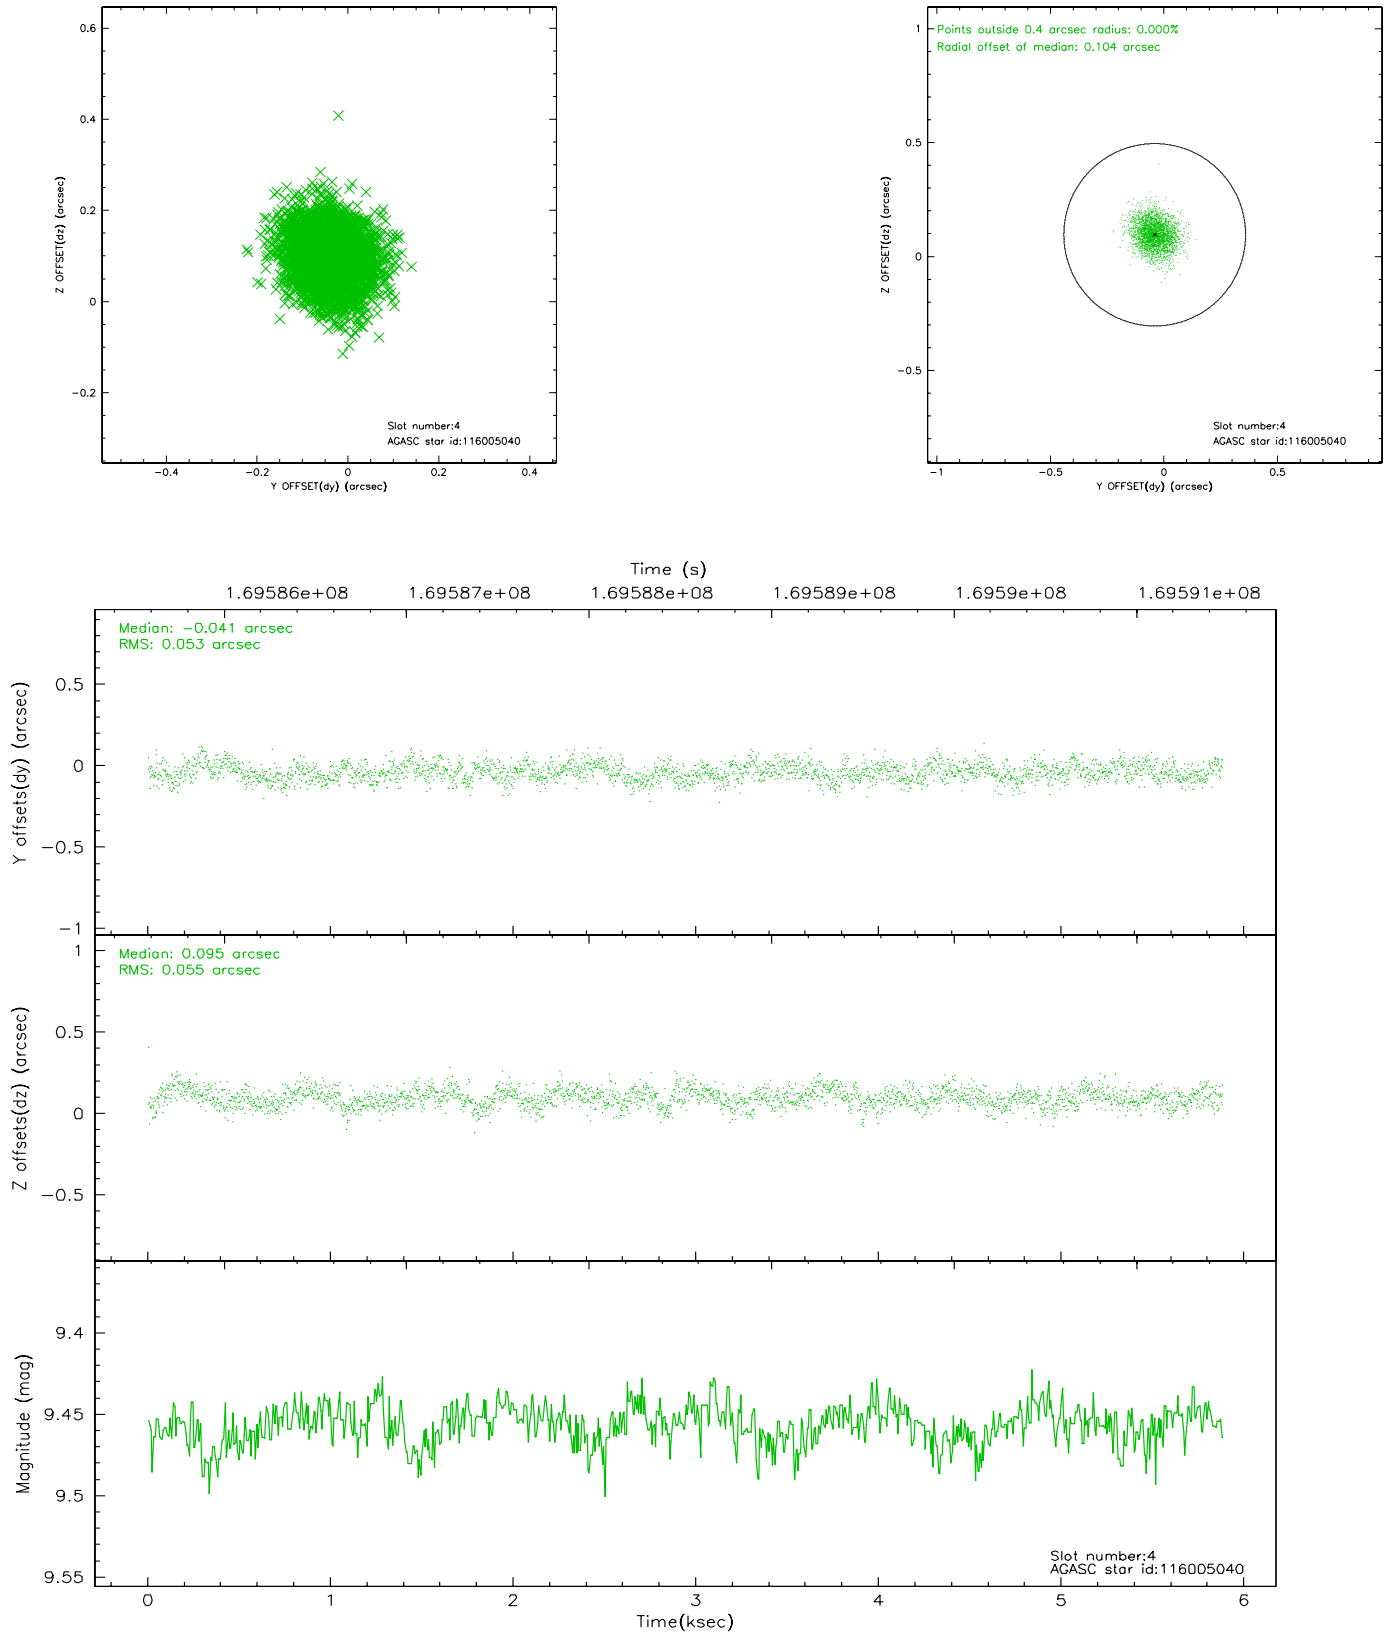 0.6
0.4
0.2
0
−0.2
Z OFFSET(dz) (arcsec)
Slot number:4
AGASC star id:116005040
−0.4 −0.2 0 0.2 0.4
Y OFFSET(dy) (arcsec)
Points outside 0.4 arcsec radius: 0.000%
Radial offset of median: 0.104 arcsec
1
0.5
0
−0.5
Z OFFSET(dz) (arcsec)
Slot number:4
AGASC star id:116005040
−1 −0.5 0 0.5
Y OFFSET(dy) (arcsec)
Time (s)
1.69586e+08 1.69587e+08 1.69588e+08 1.69589e+08 1.6959e+08 1.69591e+08
Median: −0.041 arcsec
RMS: 0.053 arcsec
0.5
0
−0.5
−1
Y offsets(dy) (arcsec)
Median: 0.095 arcsec
RMS: 0.055 arcsec
1
0.5
0
−0.5
Z offsets(dz) (arcsec)
9.4
9.45
9.5
9.55
Magnitude (mag)
Slot number:4
AGASC star id:116005040
0 1 2 3 4 5 6
Time(ksec)